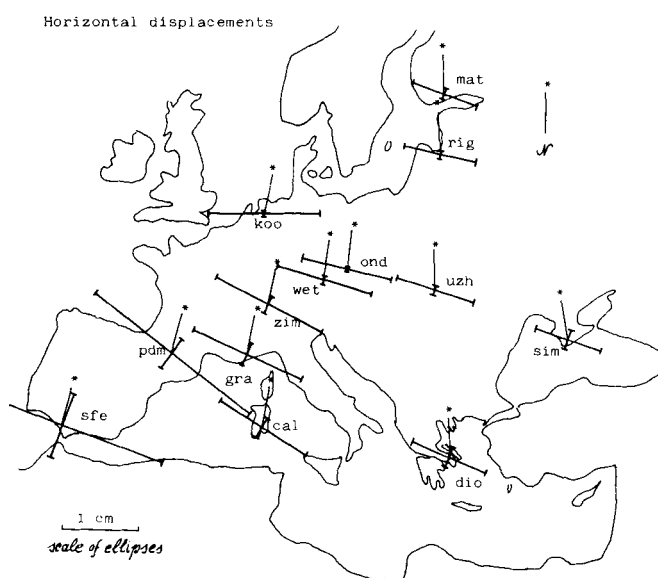 Horizontal displacements
mat
rig
N
koo
ond
wet
uzh
zim
pdm
sim
gra
sfe
cal
dio
1 cm
scale of ellipses